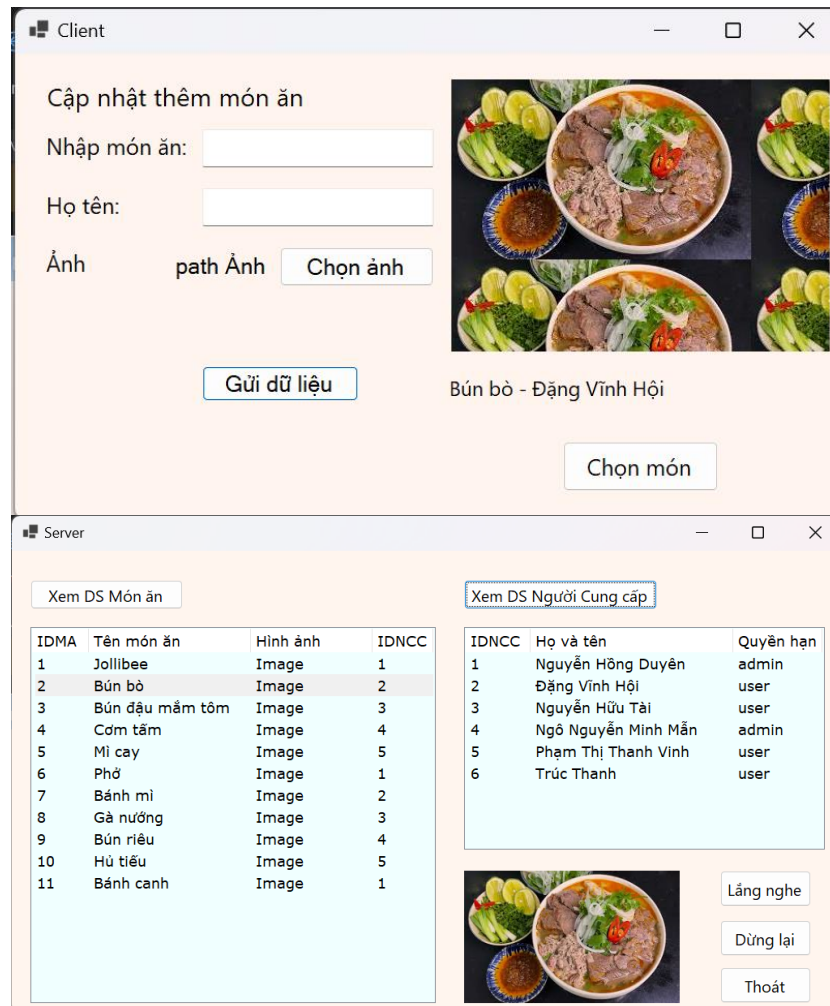 Client
Cập nhật thêm món ăn
Nhập món ăn:
Họ tên:
Ảnh path Ảnh Chọn ảnh
Gửi dữ liệu
Bún bò - Đặng Vĩnh Hội
Chọn món
Server
Xem DS Món ăn
IDMA Tên món ăn Hình ảnh IDNCC
1 Jollibee Image 1
2 Bún bò Image 2
3 Bún đậu mắm tôm Image 3
4 Cơm tấm Image 4
5 Mì cay Image 5
6 Phở Image 1
7 Bánh mì Image 2
8 Gà nướng Image 3
9 Bún riêu Image 4
10 Hủ tiếu Image 5
11 Bánh canh Image 1
Xem DS Người Cung cấp
IDNCC Họ và tên Quyền hạn
1 Nguyễn Hồng Duyên admin
2 Đặng Vĩnh Hội user
3 Nguyễn Hữu Tài user
4 Ngô Nguyễn Minh Mẫn admin
5 Phạm Thị Thanh Vinh user
6 Trúc Thanh user
Lắng nghe
Dừng lại
Thoát